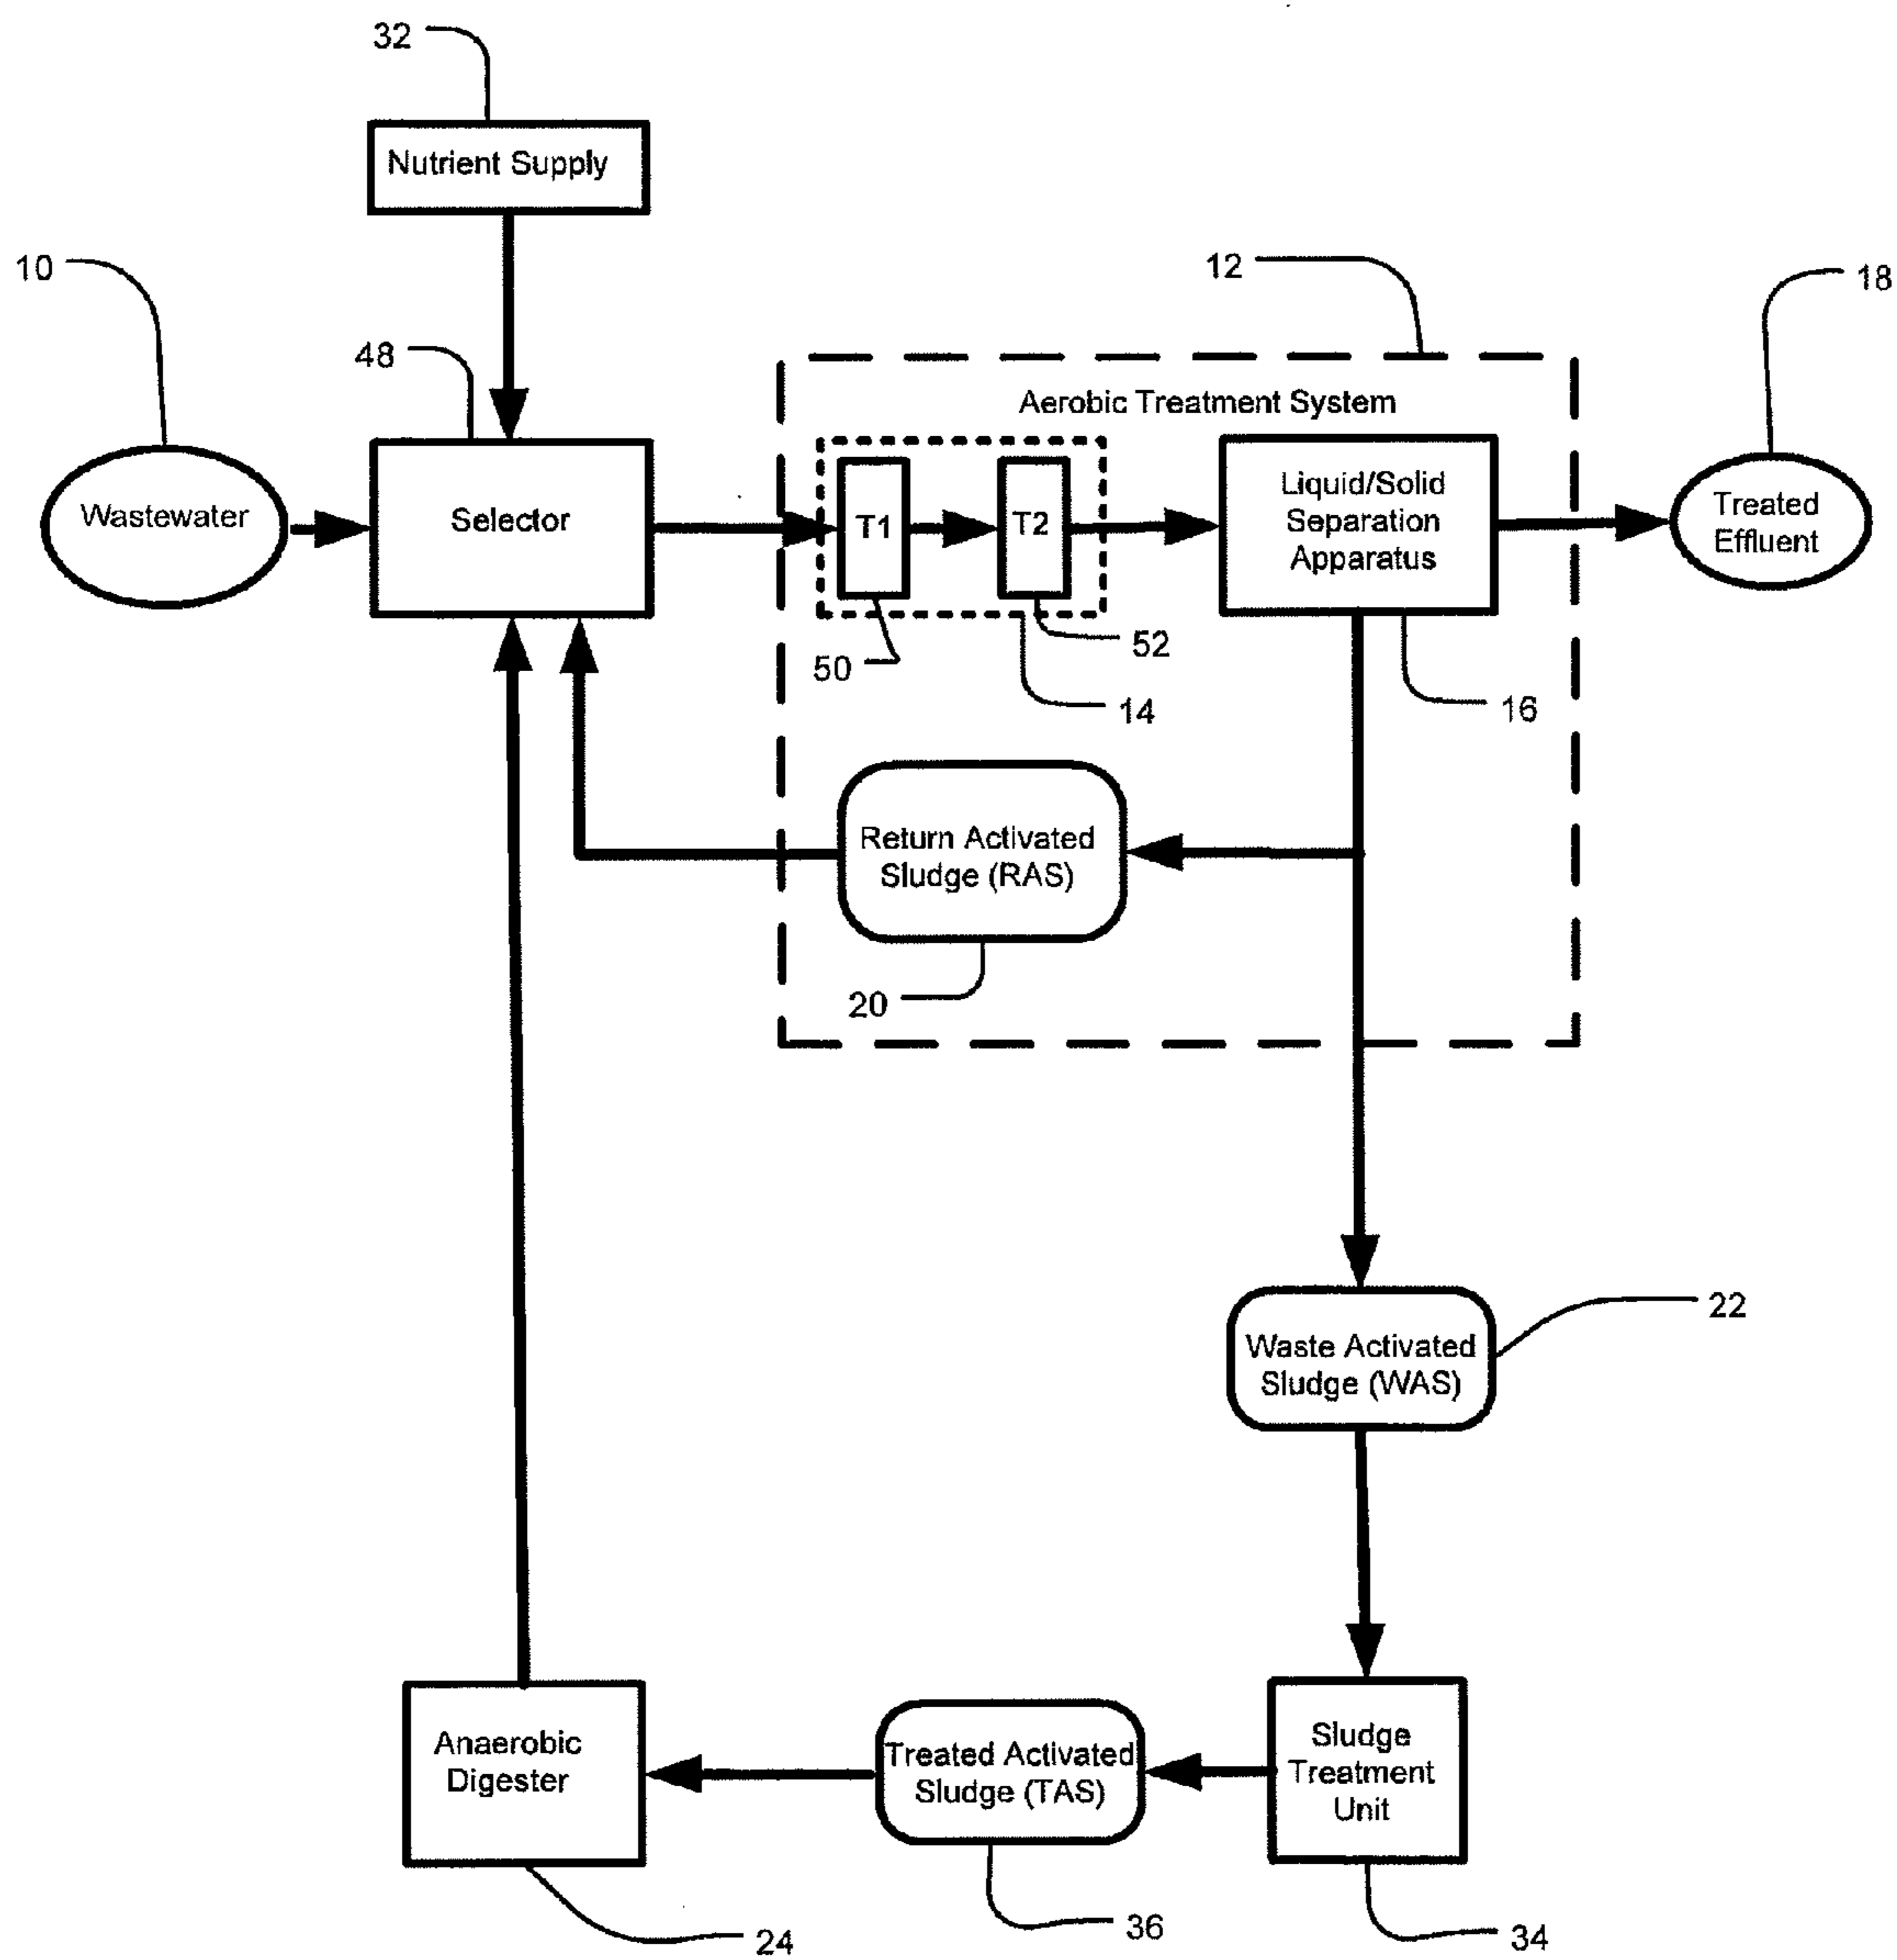 32
Nutrient Supply
10
12
18
48
Aerobic Treatment System
Wastewater
Selector
T1
T2
Liquid/Solid
Separation
Apparatus
Treated
Effluent
50
52
14
16
Return Activated
Sludge (RAS)
20
22
Waste Activated
Sludge (WAS)
Anaerobic
Digester
Treated Activated
Sludge (TAS)
Sludge
Treatment
Unit
24
36
34